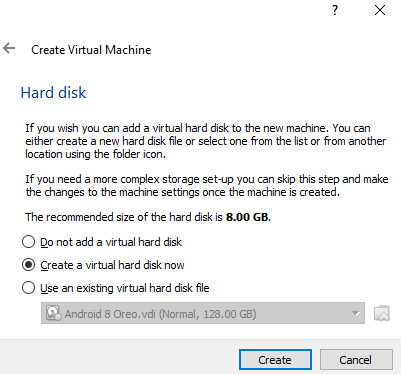 ?
Create Virtual Machine
Hard disk
If you wish you can add a virtual hard disk to the new machine. You can
either create a new hard disk file or select one from the list or from another
location using the folder icon.
If you need a more complex storage set-up you can skip this step and make
the changes to the machine settings once the machine is created.
The recommended size of the hard disk is 8.00 GB.
Do not add a virtual hard disk
Create a virtual hard disk now
Use an existing virtual hard disk file
Android 8 Oreo.vdi (Normal, 128.00 GB)
Create
Cancel